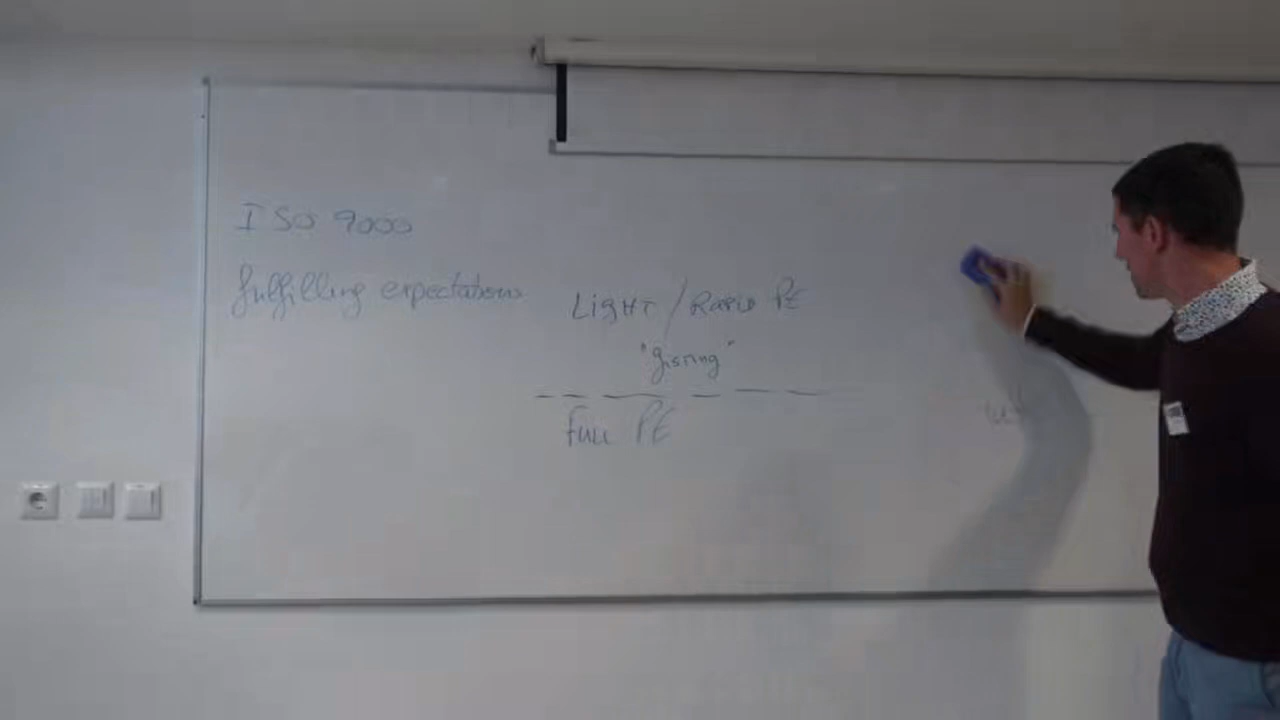 ISO 9000
fulfilling expectations
LIGHT / RAPID PE
"gisting"
Full PE